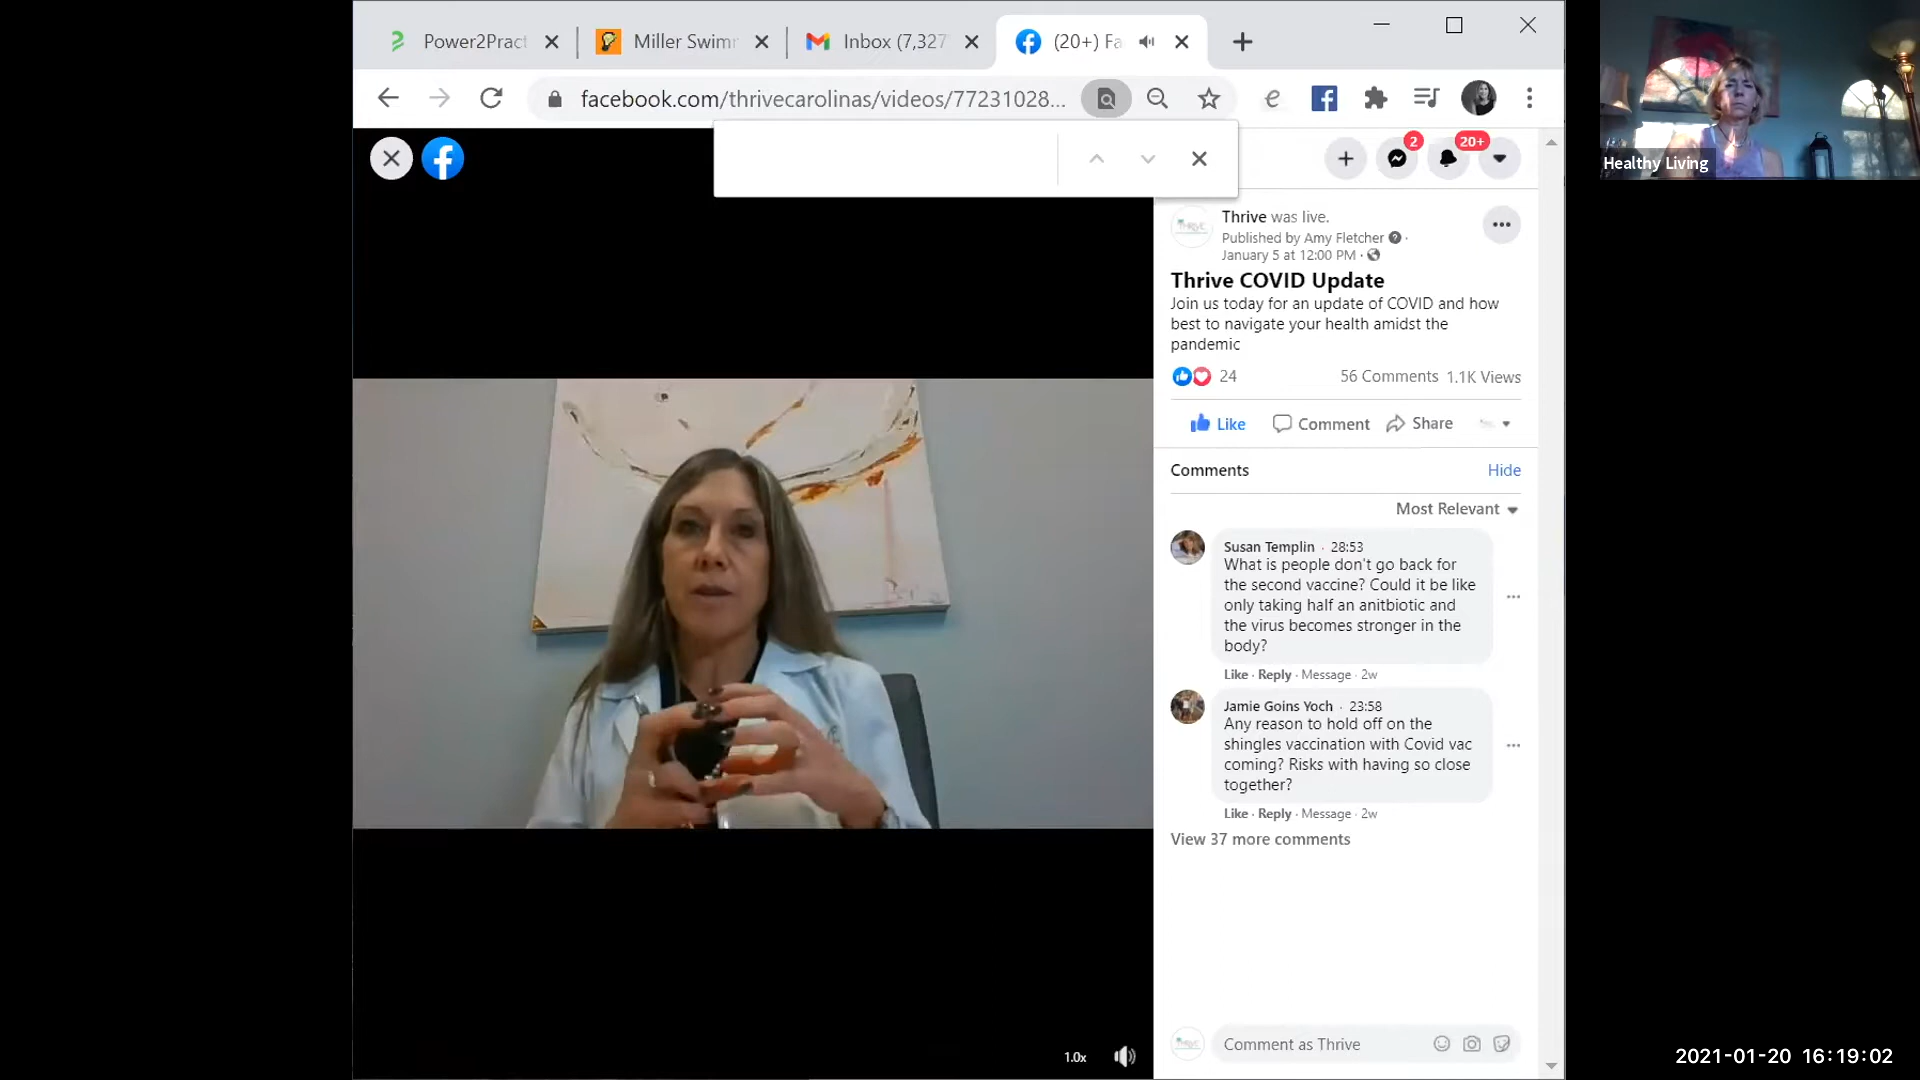 Power2Pract
Miller Swimm
Inbox (7,327
(20+) Fa
facebook.com/thrivecarolinas/videos/77231028...
2
20+
Thrive was live.
Published by Amy Fletcher ·
January 5 at 12:00 PM ·
Thrive COVID Update
Join us today for an update of COVID and how
best to navigate your health amidst the
pandemic
24
56 Comments 1.1K Views
Like
Comment
Share
Comments
Hide
Most Relevant
Susan Templin · 28:53
What is people don't go back for
the second vaccine? Could it be like
only taking half an anitbiotic and
the virus becomes stronger in the
body?
Like · Reply · Message · 2w
Jamie Goins Yoch · 23:58
Any reason to hold off on the
shingles vaccination with Covid vac
coming? Risks with having so close
together?
Like · Reply · Message · 2w
View 37 more comments
Comment as Thrive
1.0x
Healthy Living
2021-01-20 16:19:02